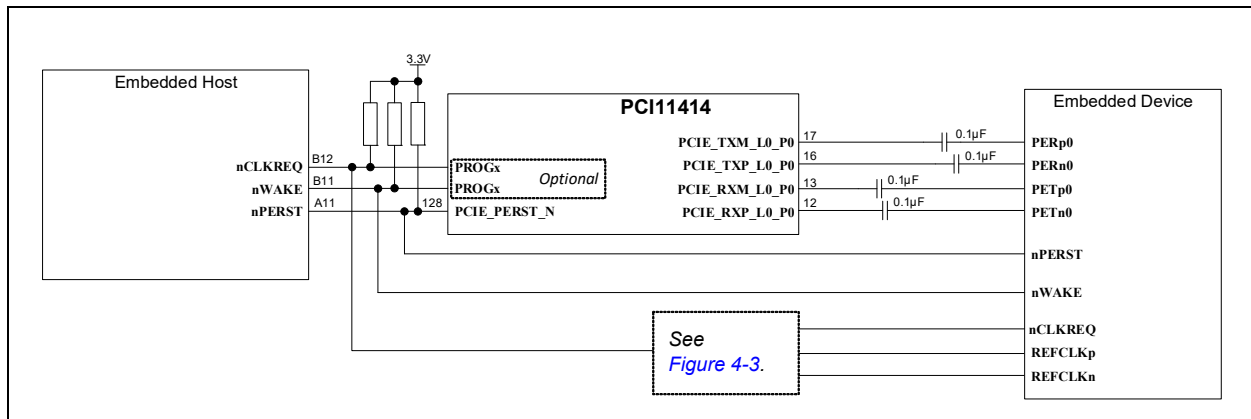 3.3V
Embedded Host
PCI11414
Embedded Device
PCIE_TXM_L0_P0 17 0.1µF PERp0
nCLKREQ B12 PROGx Optional PCIE_TXP_L0_P0 16 0.1µF PERn0
nWAKE B11 PROGx PCIE_RXM_L0_P0 13 0.1µF PETp0
nPERST A11 128 PCIE_PERST_N PCIE_RXP_L0_P0 12 0.1µF PETn0
nPERST
nWAKE
See
Figure 4-3.
nCLKREQ
REFCLKp
REFCLKn